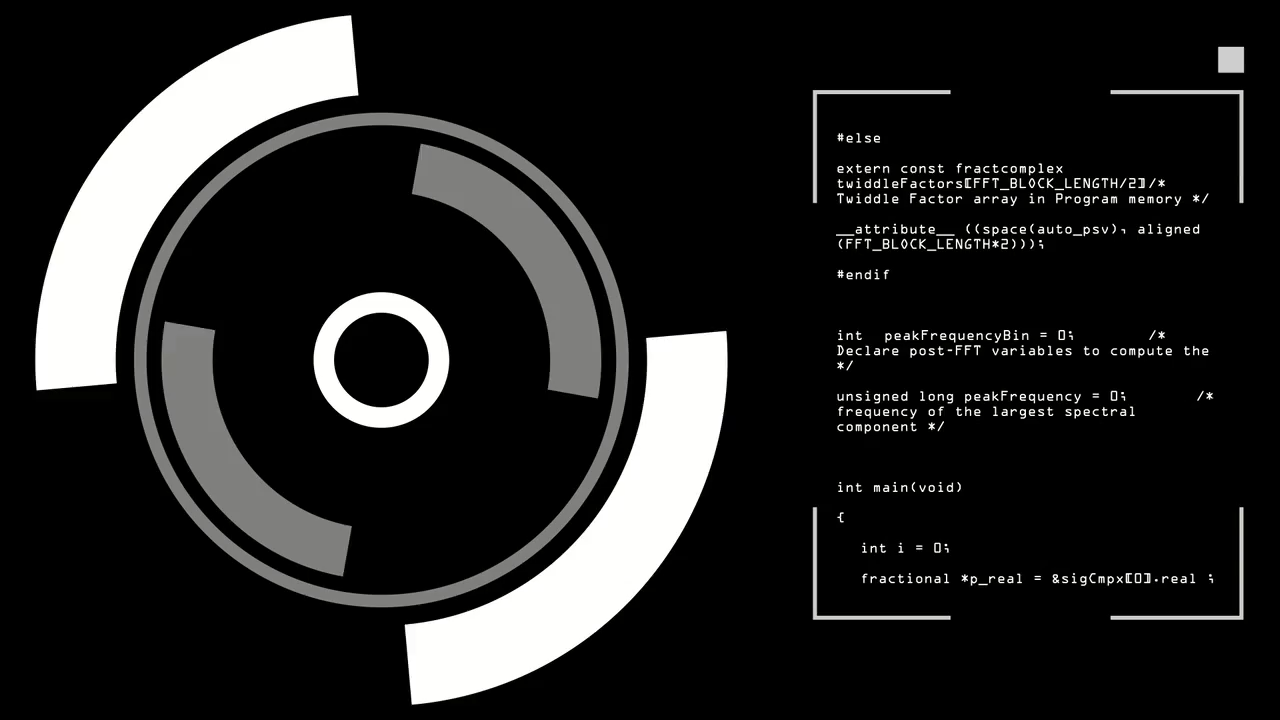 #else
extern const fractcomplex
twiddleFactors[FFT_BLOCK_LENGTH/2]/*
Twiddle Factor array in Program memory */
__attribute__ ((space(auto_psv), aligned
(FFT_BLOCK_LENGTH*2)));
#endif
int  peakFrequencyBin = 0;       /*
Declare post-FFT variables to compute the
*/
unsigned long peakFrequency = 0;       /*
frequency of the largest spectral
component */
int main(void)
{
int i = 0;
fractional *p_real = &sigCmpx[0].real ;